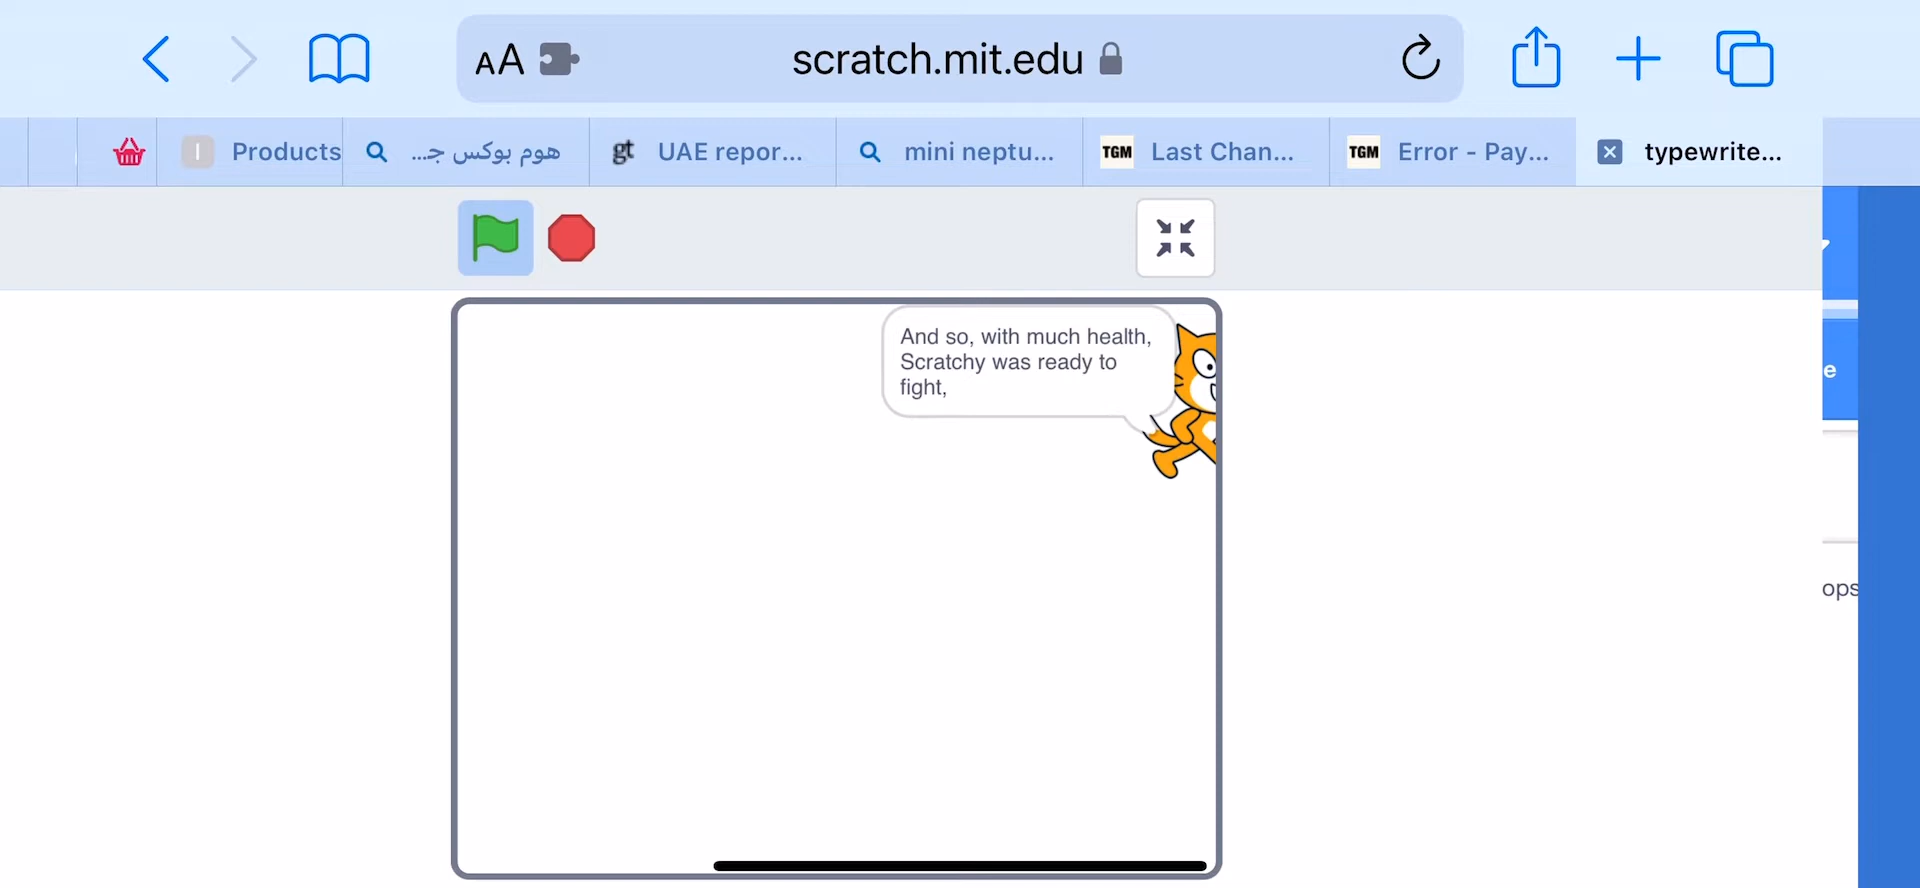 AA scratch.mit.edu
I Products
هوم بوكس جـ...
gt UAE repor...
mini neptu...
TGM Last Chan...
TGM Error - Pay...
typewrite...
And so, with much health,
Scratchy was ready to
fight,
e
ops